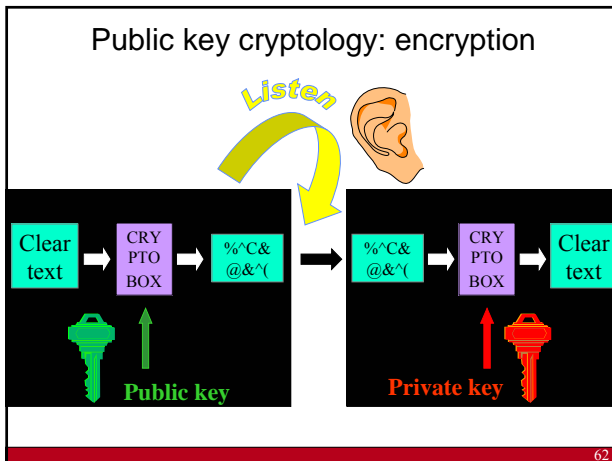 Public key cryptology: encryption
Listen
Clear
text
CRY
PTO
BOX
%^C&
@&^(
%^C&
@&^(
CRY
PTO
BOX
Clear
text
Public key
Private key
62